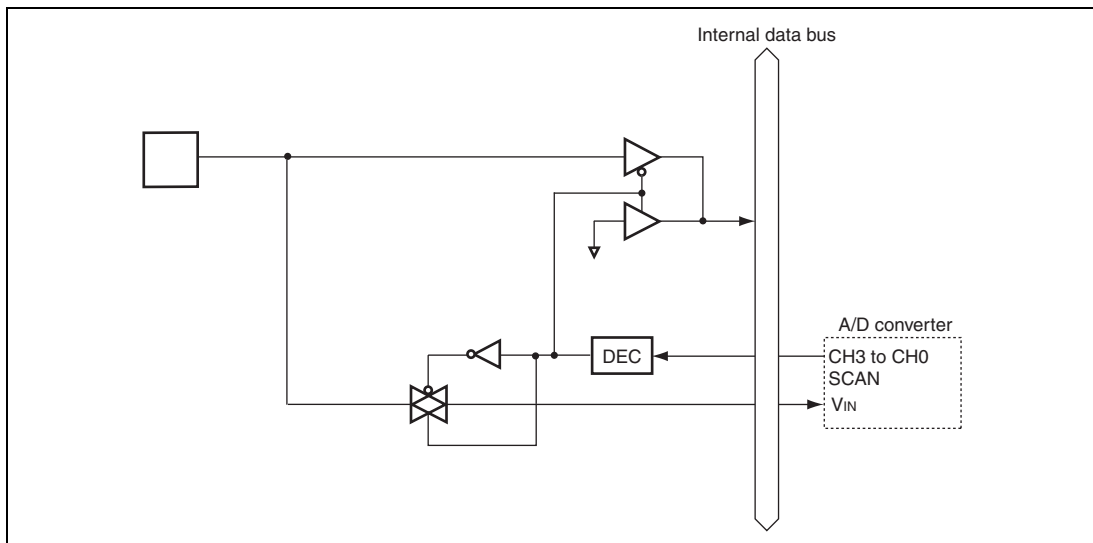 Internal data bus
DEC
A/D converter
CH3 to CH0
SCAN
VIN